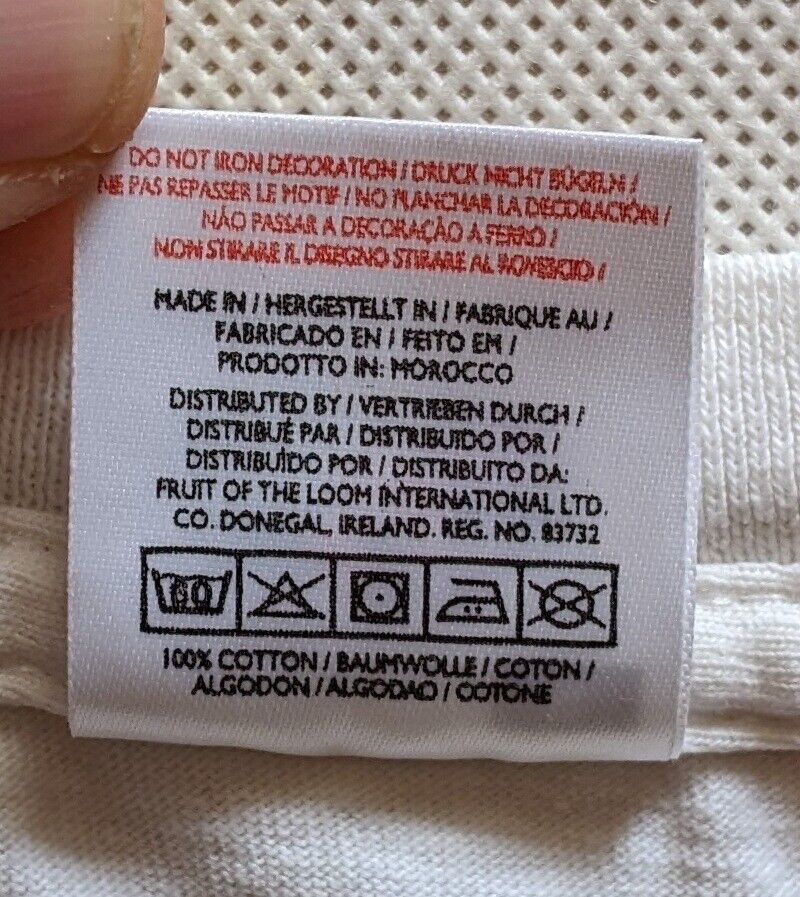 DO NOT IRON DECORATION / DRUCK NICHT BÜGELN /
NE PAS REPASSER LE MOTIF / NO PLANCHAR LA DECORACIÓN /
NÃO PASSAR A DECORAÇÃO A FERRO /
NON STIRARE IL DISEGNO STIRARE AL ROVESCIO /
MADE IN / HERGESTELLT IN / FABRIQUE AU /
FABRICADO EN / FEITO EM /
PRODOTTO IN: MOROCCO
DISTRIBUTED BY / VERTRIEBEN DURCH /
DISTRIBUÉ PAR / DISTRIBUIDO POR /
DISTRIBUÍDO POR / DISTRIBUITO DA:
FRUIT OF THE LOOM INTERNATIONAL LTD.
CO. DONEGAL, IRELAND. REG. NO. 83732
60
100% COTTON / BAUMWOLLE / COTON /
ALGODON / ALGODAO / COTONE